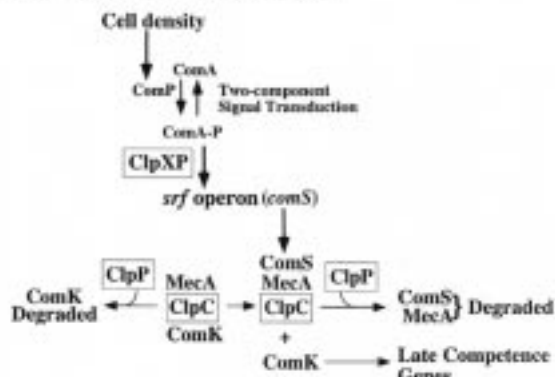 Cell density
ComA
ComP
Two-component
Signal Transduction
ComA-P
ClpXP
srf operon (comS)
ComS
ClpP
MecA
MecA
ClpP
ComK
Degraded
ClpC
ClpC
ComS
MecA
} Degraded
ComK
+
ComK
Late Competence
Genes